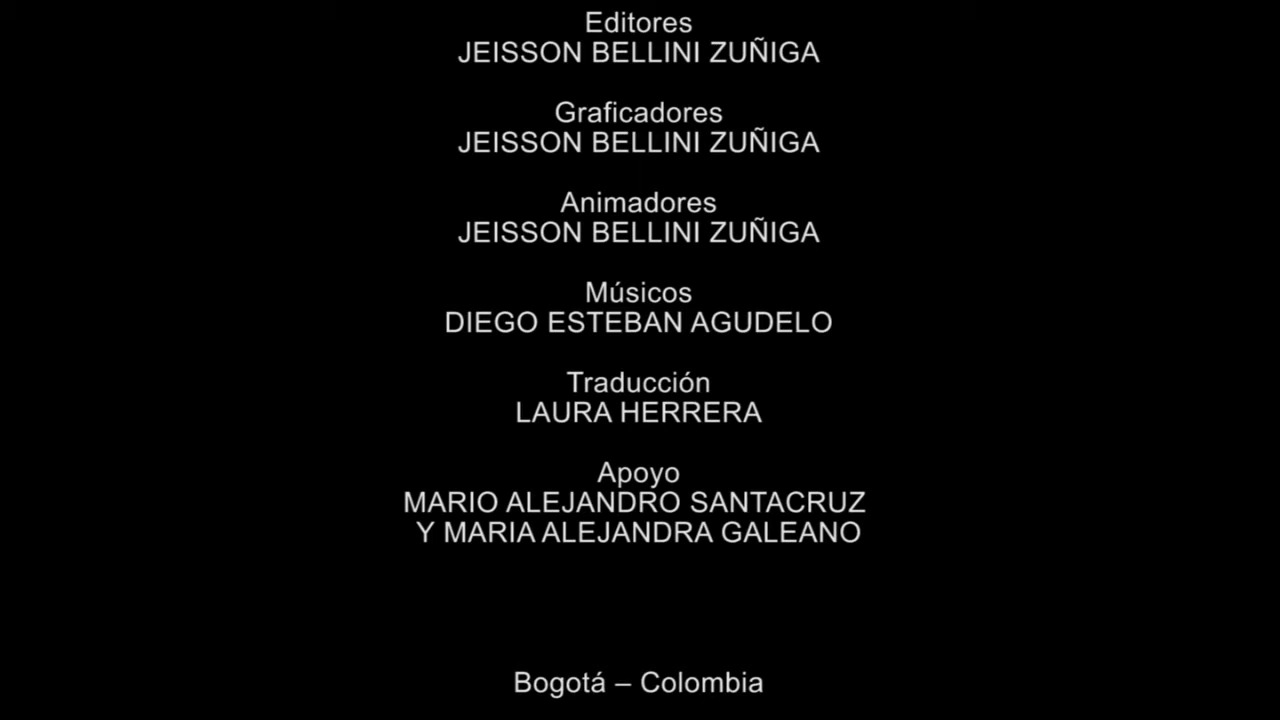 Editores
JEISSON BELLINI ZUÑIGA
Graficadores
JEISSON BELLINI ZUÑIGA
Animadores
JEISSON BELLINI ZUÑIGA
Músicos
DIEGO ESTEBAN AGUDELO
Traducción
LAURA HERRERA
Apoyo
MARIO ALEJANDRO SANTACRUZ
Y MARIA ALEJANDRA GALEANO
Bogotá – Colombia